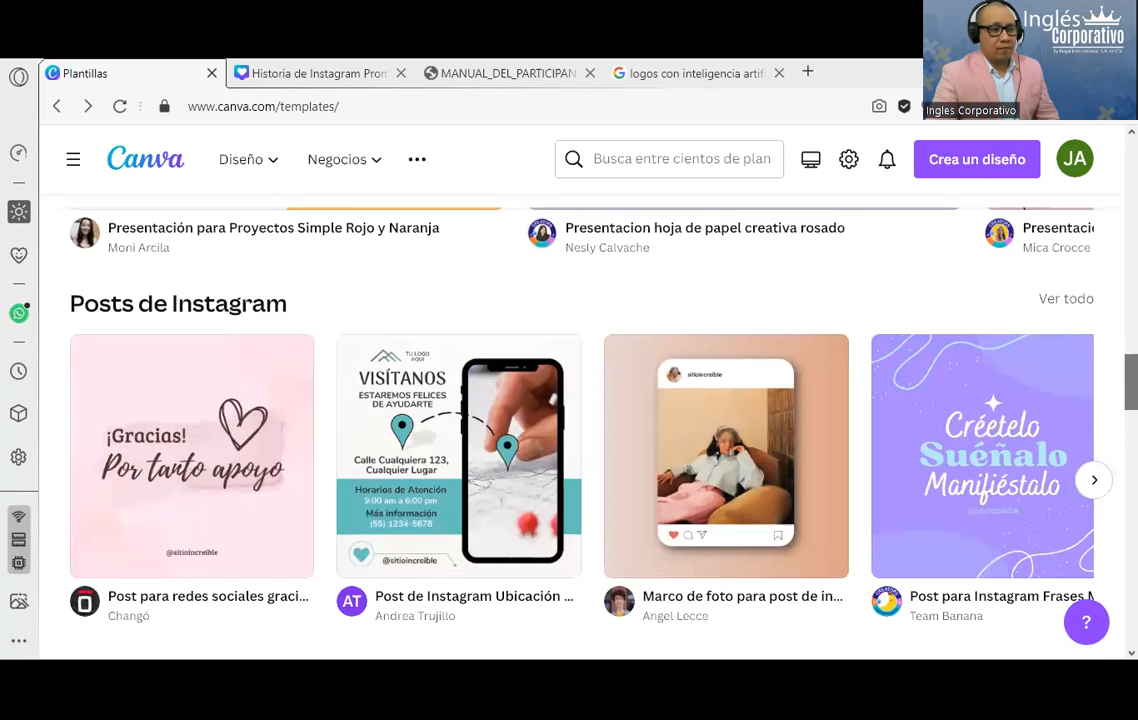 Inglés
Corporativo
Ingles Corporativo
Plantillas
Historia de Instagram Pron
MANUAL_DEL_PARTICIPAN
logos con inteligencia artifi
www.canva.com/templates/
Canva
Diseño
Negocios
Busca entre cientos de plan
Crea un diseño
JA
Presentación para Proyectos Simple Rojo y Naranja
Moni Arcila
Presentacion hoja de papel creativa rosado
Nesly Calvache
Presentaci
Mica Crocce
Posts de Instagram
Ver todo
¡Gracias!
Por tanto apoyo
@sitioincreible
TU LOGO
AQUÍ
VISÍTANOS
ESTAREMOS FELICES
DE AYUDARTE
Calle Cualquiera 123,
Cualquier Lugar
Horarios de Atención
9:00 am a 6:00 pm
Más información
(55) 1234-5678
@sitioincreible
sitioincreible
Créetelo
Suéñalo
Manifiéstalo
@sitioincreible
Post para redes sociales graci...
Changó
AT
Post de Instagram Ubicación ...
Andrea Trujillo
Marco de foto para post de in...
Angel Lecce
Post para Instagram Frases M
Team Banana
?